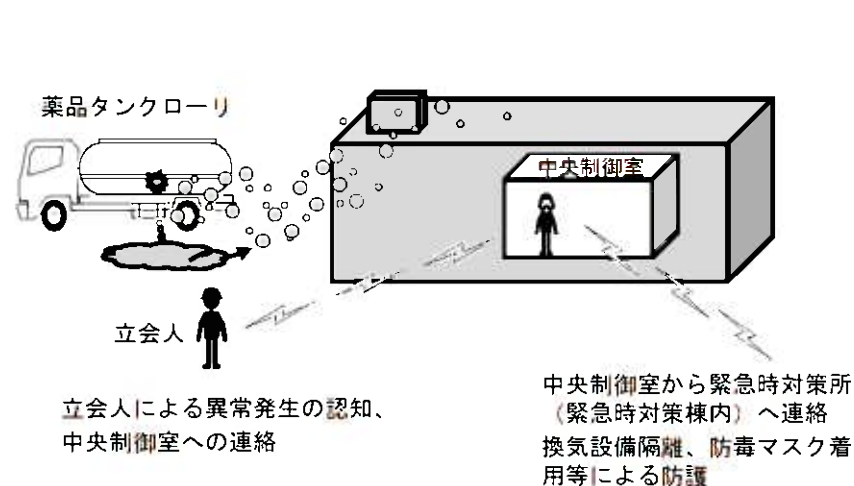 薬品タンクローリ
中央制御室
立会人
立会人による異常発生の認知、
中央制御室への連絡
中央制御室から緊急時対策所
(緊急時対策棟内)へ連絡
換気設備隔離、防毒マスク着
用等による防護